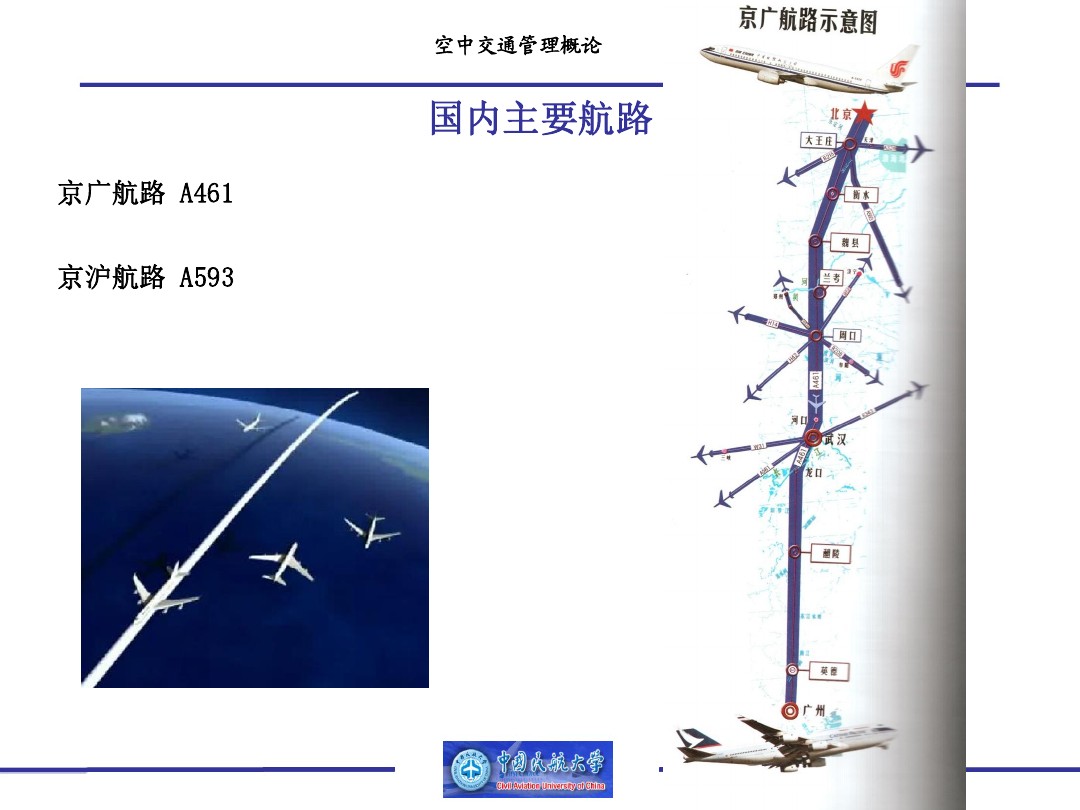 空中交通管理概论
京广航路示意图
国内主要航路
京广航路 A461
京沪航路 A593
北京
大王庄
衡水
魏县
兰考
周口
A461
河口
武汉
A461
龙口
醴陵
英德
广州
中国民航大学
Civil Aviation University of China